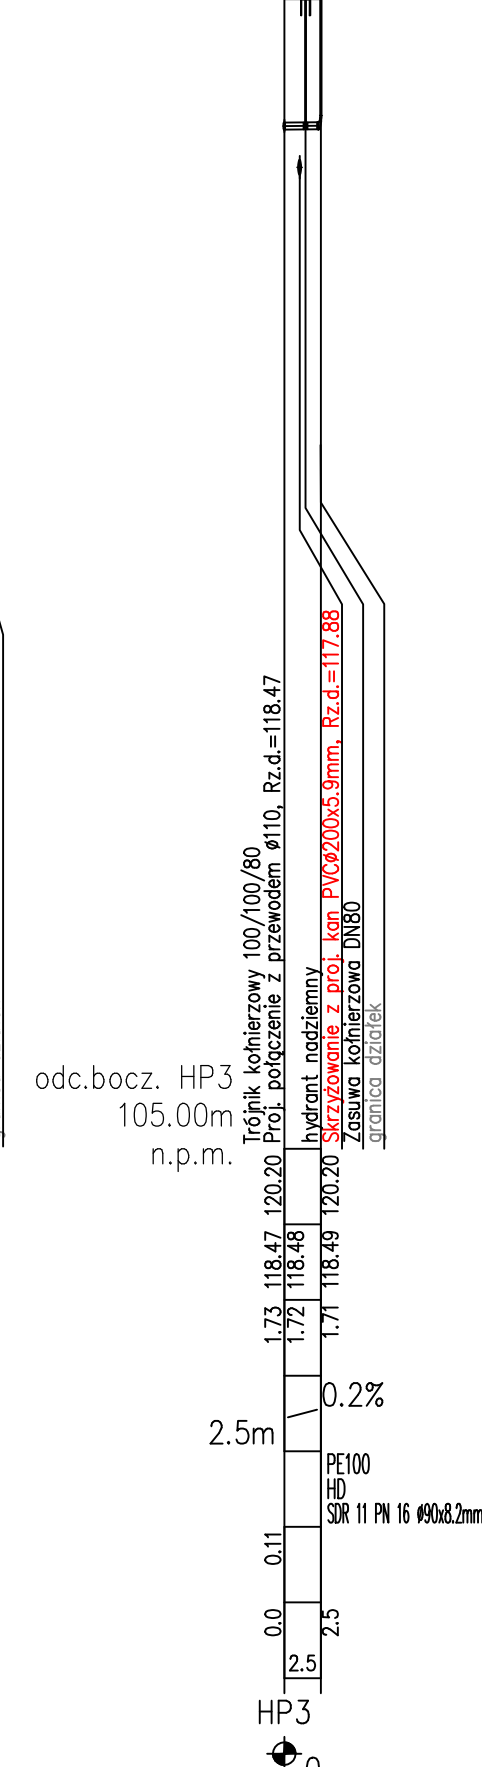 Trójnik kołnierzowy 100/100/80
Proj. połączenie z przewodem ø110, Rz.d.=118.47
hydrant nadziemny
Skrzyżowanie z proj. kan PVCø200x5.9mm, Rz.d.=117.88
Zasuwa kołnierzowa DN80
granica działek
odc.bocz. HP3
105.00m
n.p.m.
120.20
120.20
118.47
118.48
118.49
1.73
1.72
1.71
0.2%
2.5m
PE100
HD
SDR 11 PN 16 ø90x8.2mm
0.11
0.0
2.5
2.5
HP3
0